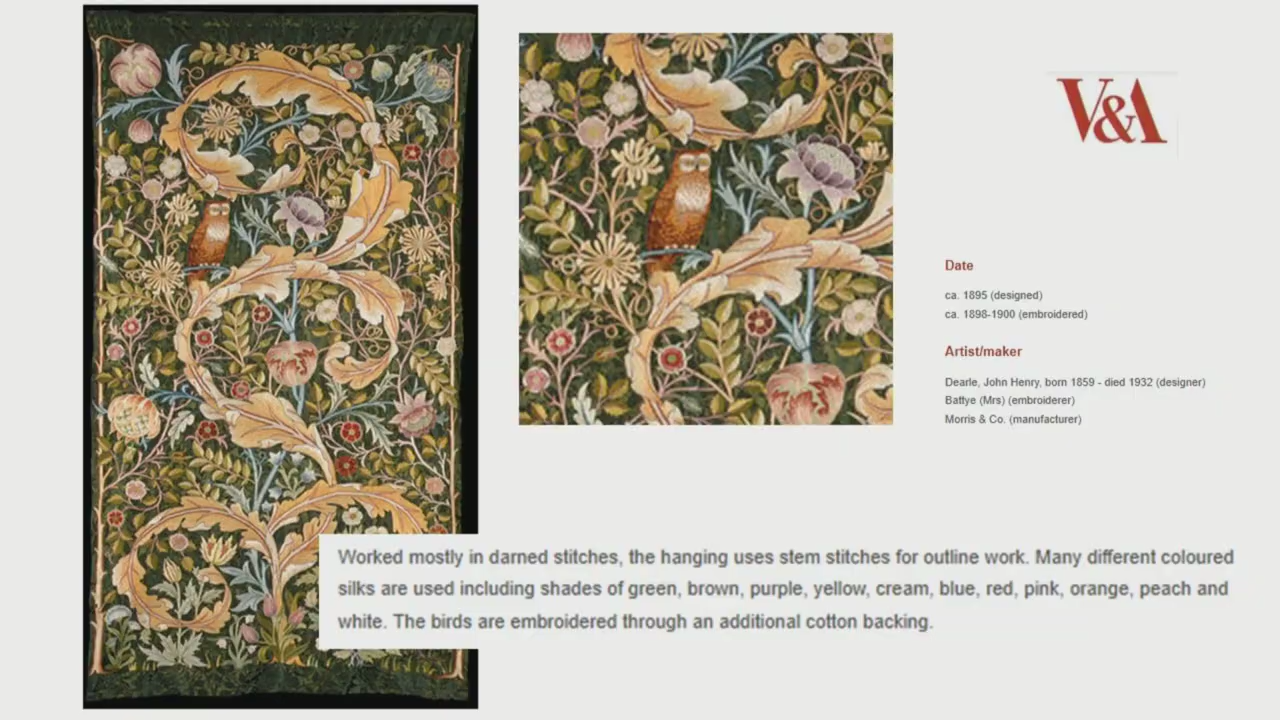 V&A
Date
ca. 1895 (designed)
ca. 1898-1900 (embroidered)
Artist/maker
Dearle, John Henry, born 1859 - died 1932 (designer)
Battye (Mrs) (embroiderer)
Morris & Co. (manufacturer)
Worked mostly in darned stitches, the hanging uses stem stitches for outline work. Many different coloured
silks are used including shades of green, brown, purple, yellow, cream, blue, red, pink, orange, peach and
white. The birds are embroidered through an additional cotton backing.